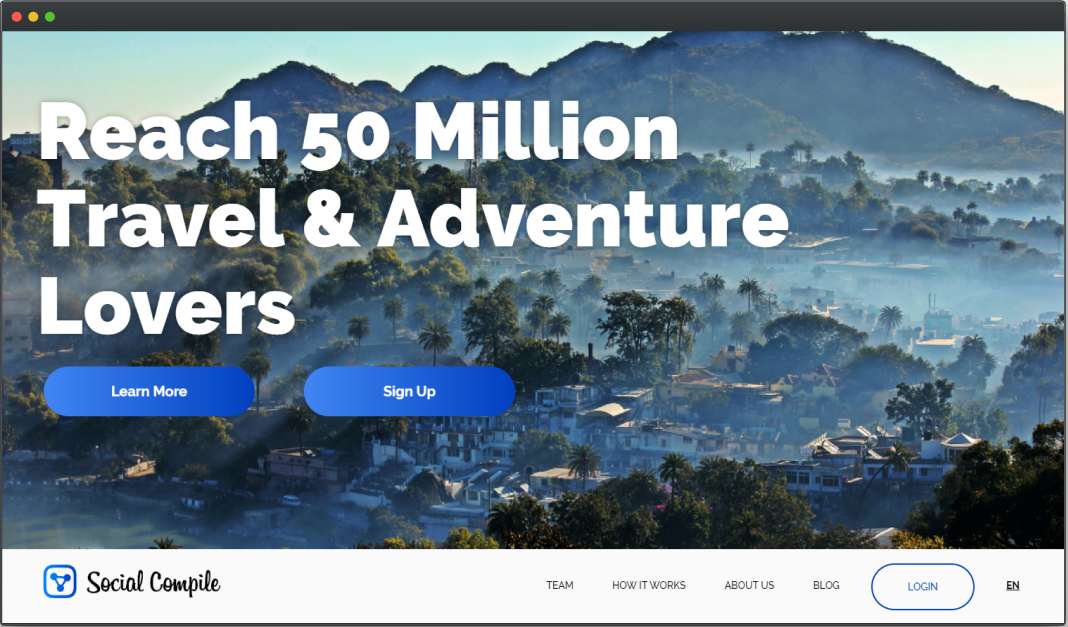 Reach 50 Million
Travel & Adventure
Lovers
Learn More
Sign Up
Social Compile
TEAM
HOW IT WORKS
ABOUT US
BLOG
LOGIN
EN